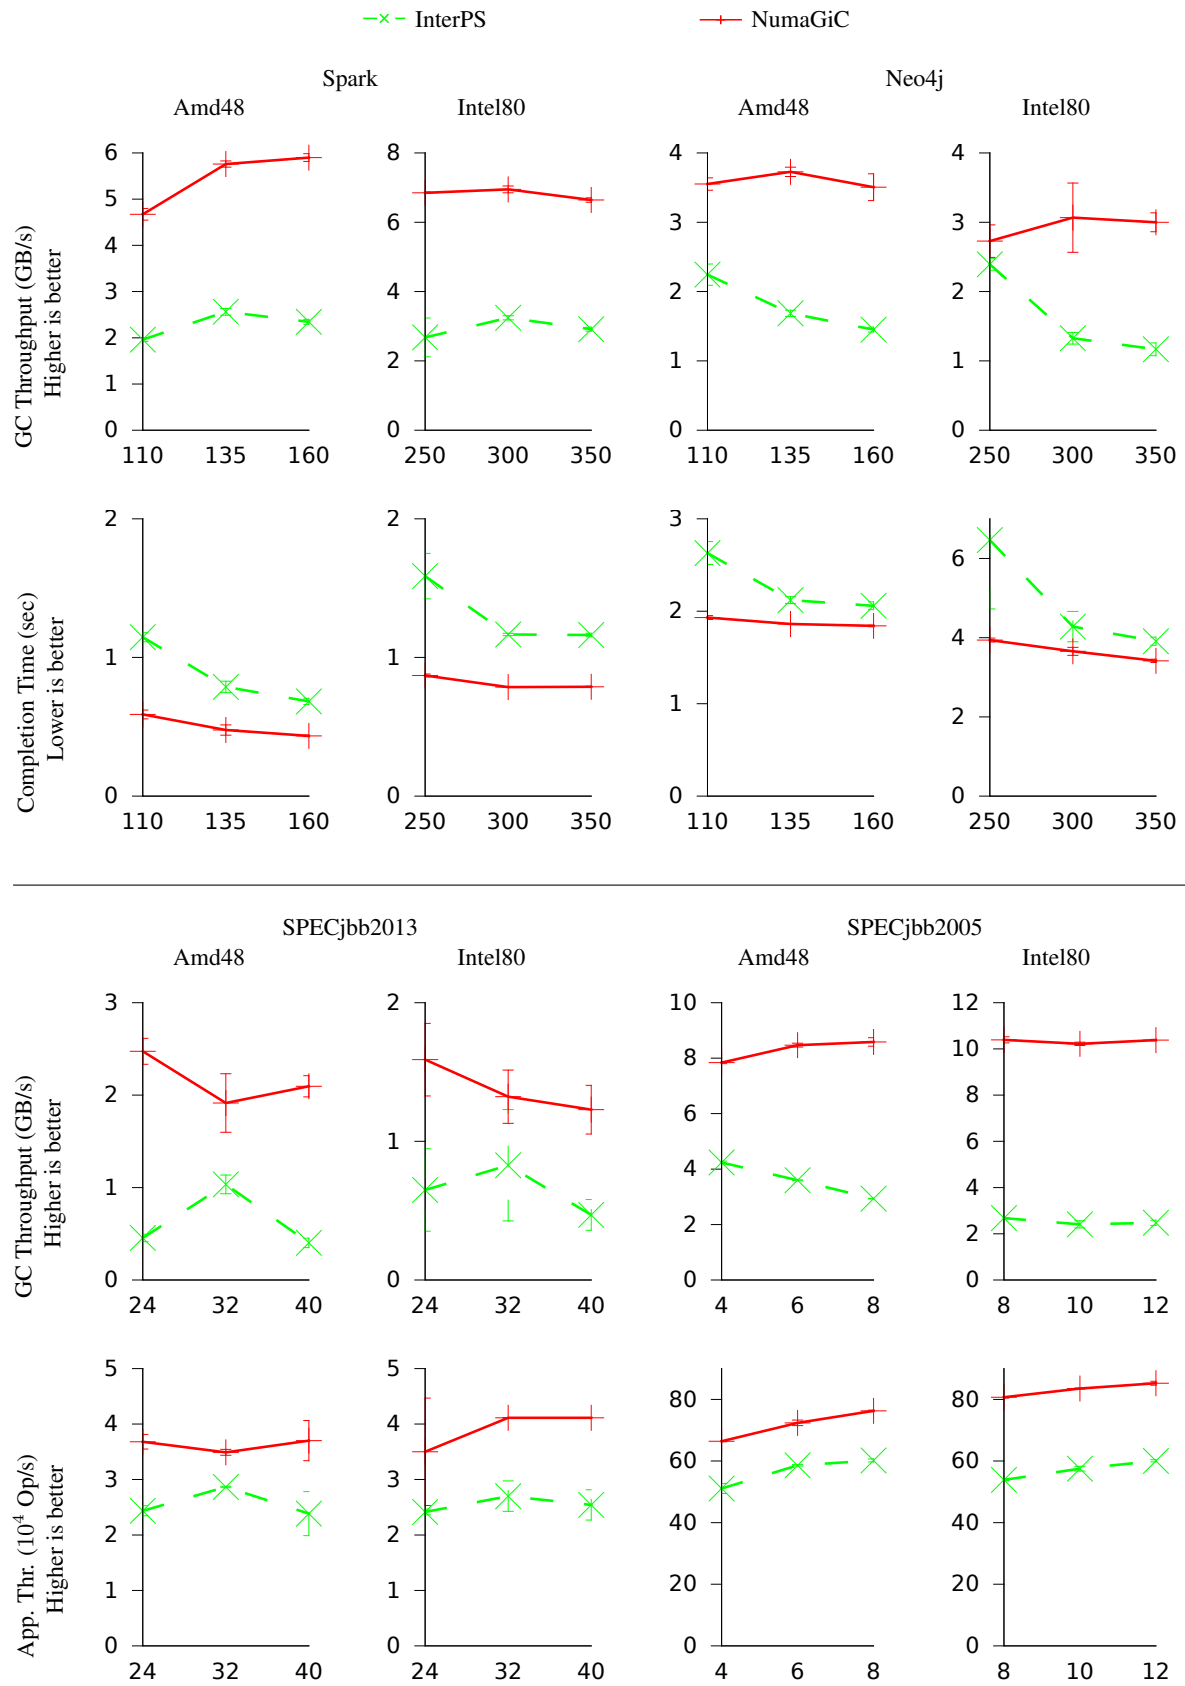 InterPS NumaGiC
Spark Neo4j
Amd48 Intel80 Amd48 Intel80
GC Throughput (GB/s)
Higher is better
6
5
4
3
2
1
0
110 135 160
8
6
4
2
0
250 300 350
4
3
2
1
0
110 135 160
4
3
2
1
0
250 300 350
Completion Time (sec)
Lower is better
2
1
0
110 135 160
2
1
0
250 300 350
3
2
1
0
110 135 160
6
4
2
0
250 300 350
SPECjbb2013 SPECjbb2005
Amd48 Intel80 Amd48 Intel80
GC Throughput (GB/s)
Higher is better
3
2
1
0
24 32 40
2
1
0
24 32 40
10
8
6
4
2
0
4 6 8
12
10
8
6
4
2
0
8 10 12
App. Thr. (10⁴ Op/s)
Higher is better
5
4
3
2
1
0
24 32 40
5
4
3
2
1
0
24 32 40
80
60
40
20
0
4 6 8
80
60
40
20
0
8 10 12